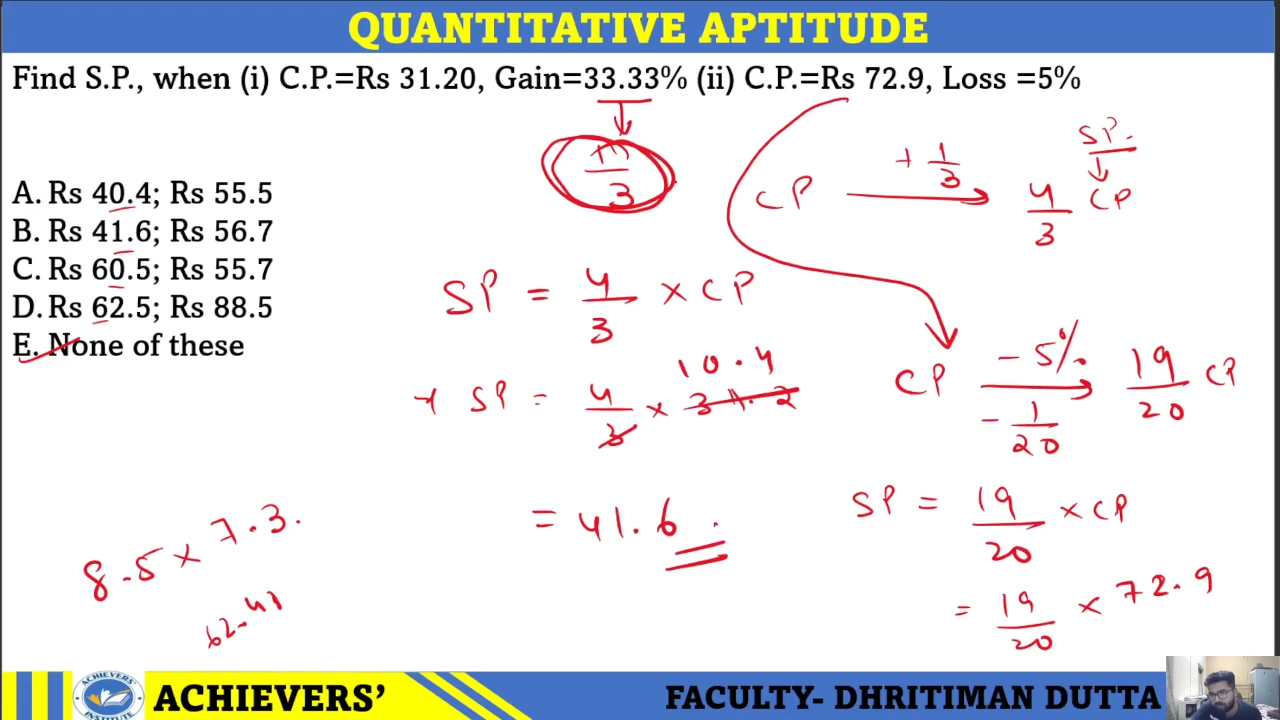 QUANTITATIVE APTITUDE
Find S.P., when (i) C.P.=Rs 31.20, Gain=33.33% (ii) C.P.=Rs 72.9, Loss =5%
A. Rs 40.4; Rs 55.5
B. Rs 41.6; Rs 56.7
C. Rs 60.5; Rs 55.7
D. Rs 62.5; Rs 88.5
E. None of these
3
CP + 1/3 4/3 CP
SP.
SP = 4/3 × CP
SP = 4/3 × 31.2
10.4
= 41.6
CP - 5% 19/20 CP
- 1/20
SP = 19/20 × CP
= 19/20 × 72.9
8.5 × 7.3.
ACHIEVERS' INSTITUTE
ACHIEVERS’
FACULTY- DHRITIMAN DUTTA